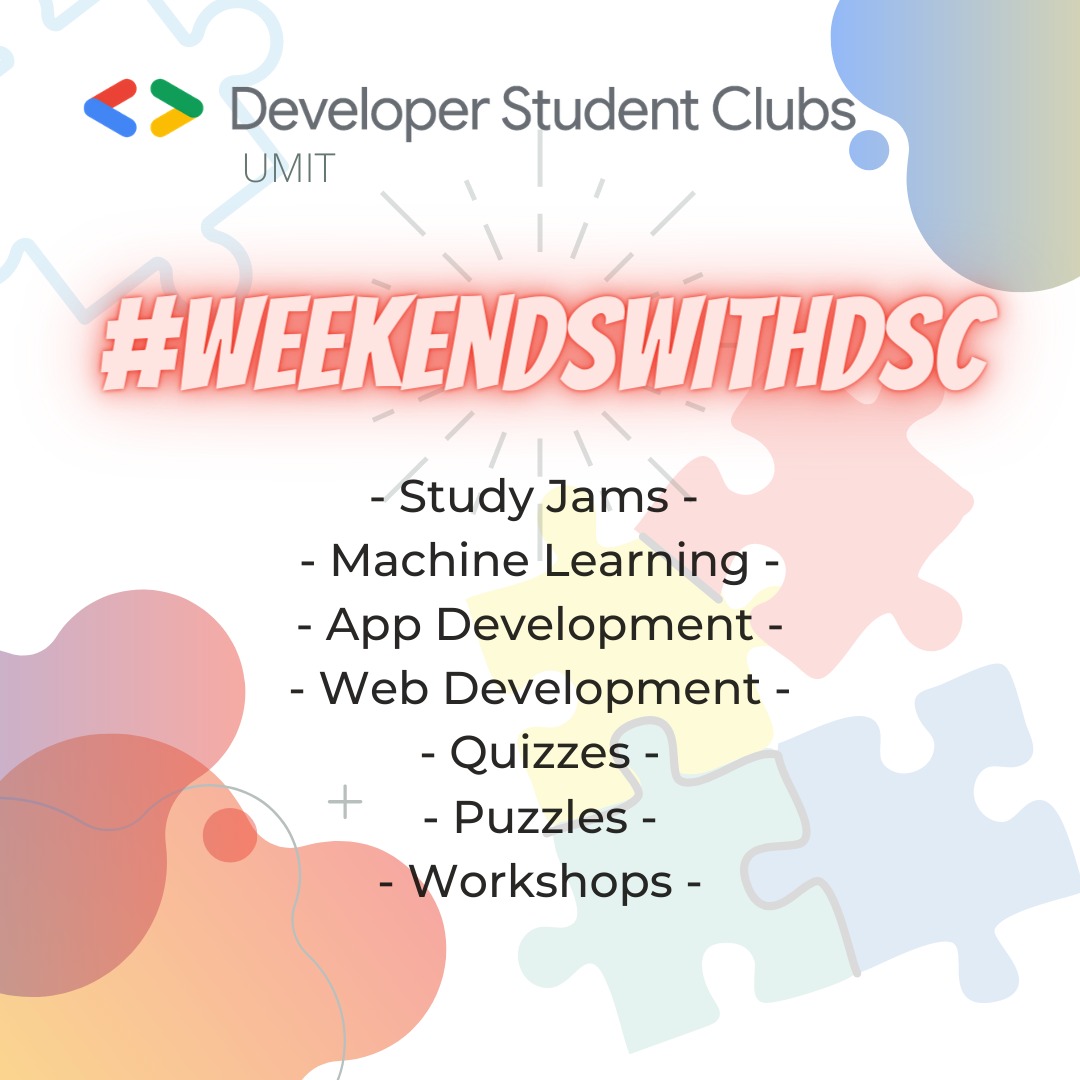 Developer Student Clubs
UMIT
#WEEKENDSWITHDSC
- Study Jams -
- Machine Learning -
- App Development -
- Web Development -
- Quizzes -
- Puzzles -
- Workshops -